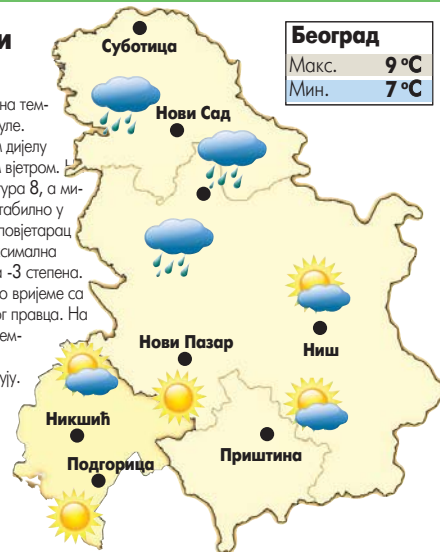 и
на тем-
уле.
дијелу
вјетром. Н
тура 8, а ми-
табилно у
повјетарац
симална
а -3 степена.
о вријеме са
ог правца. На
ем-
ују.
Београд
Макс. 9 °C
Мин. 7 °C
Суботица
Нови Сад
Ниш
Нови Пазар
Никшић
Приштина
Подгорица